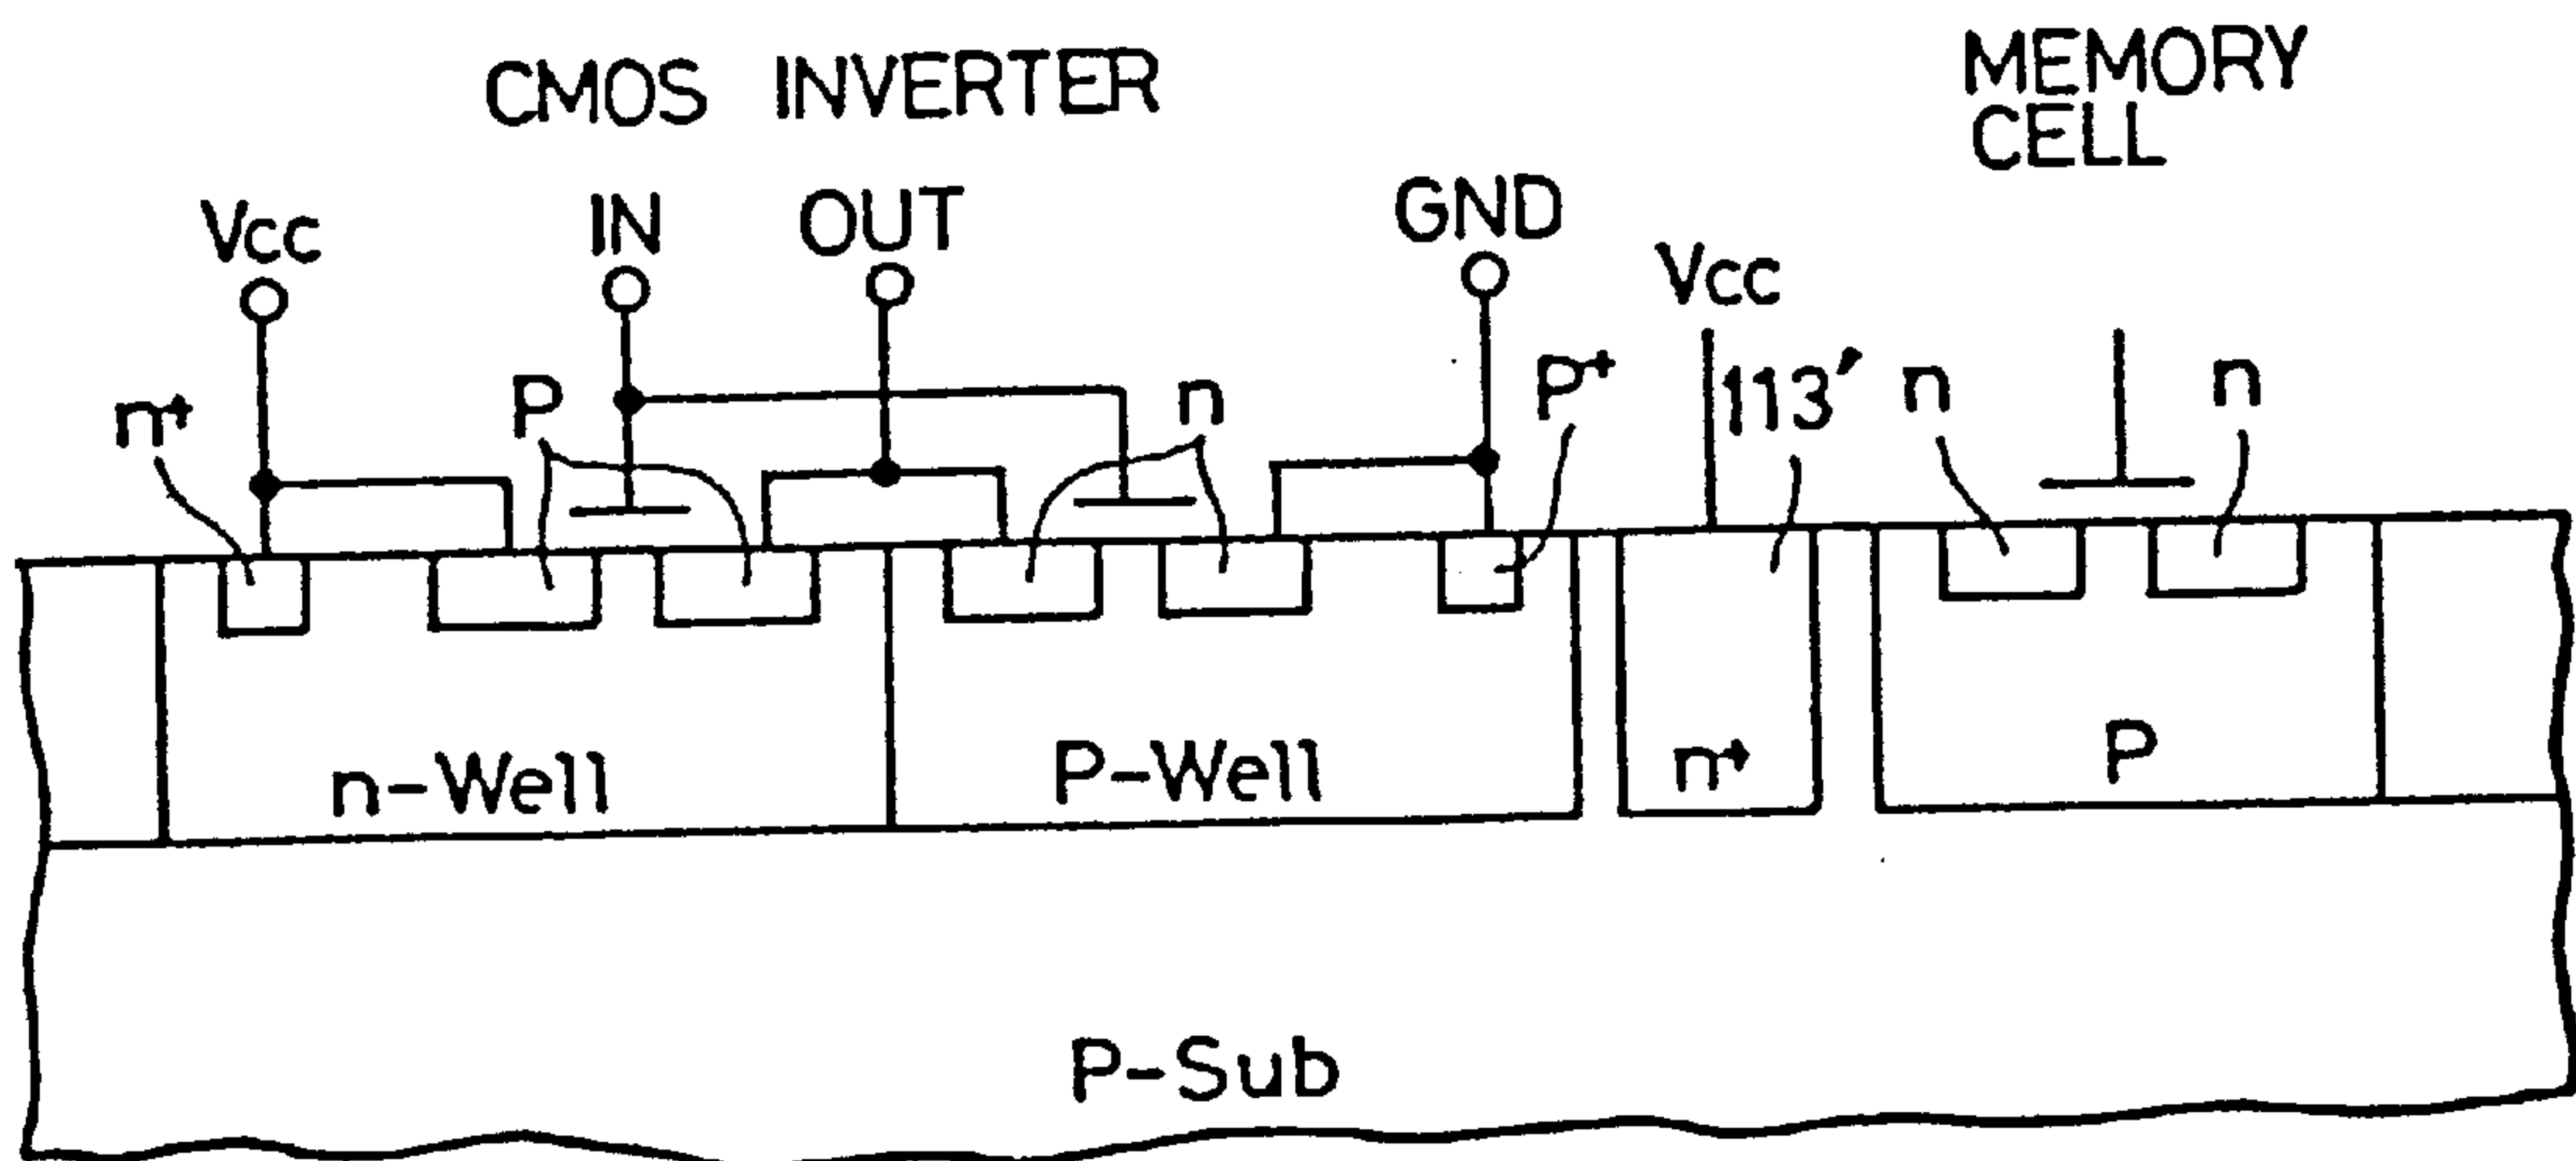 CMOS INVERTER
MEMORY
CELL
Vcc
IN
OUT
GND
Vcc
n+
P
n
P+
113′
n
n
n-Well
P-Well
n+
P
P-Sub